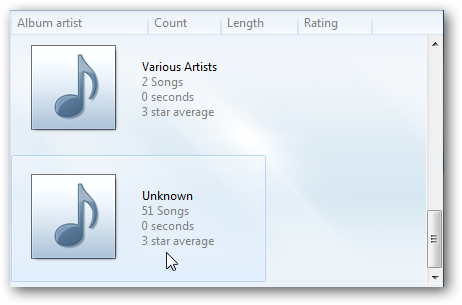 Album artist Count Length Rating
Various Artists
2 Songs
0 seconds
3 star average
Unknown
51 Songs
0 seconds
3 star average